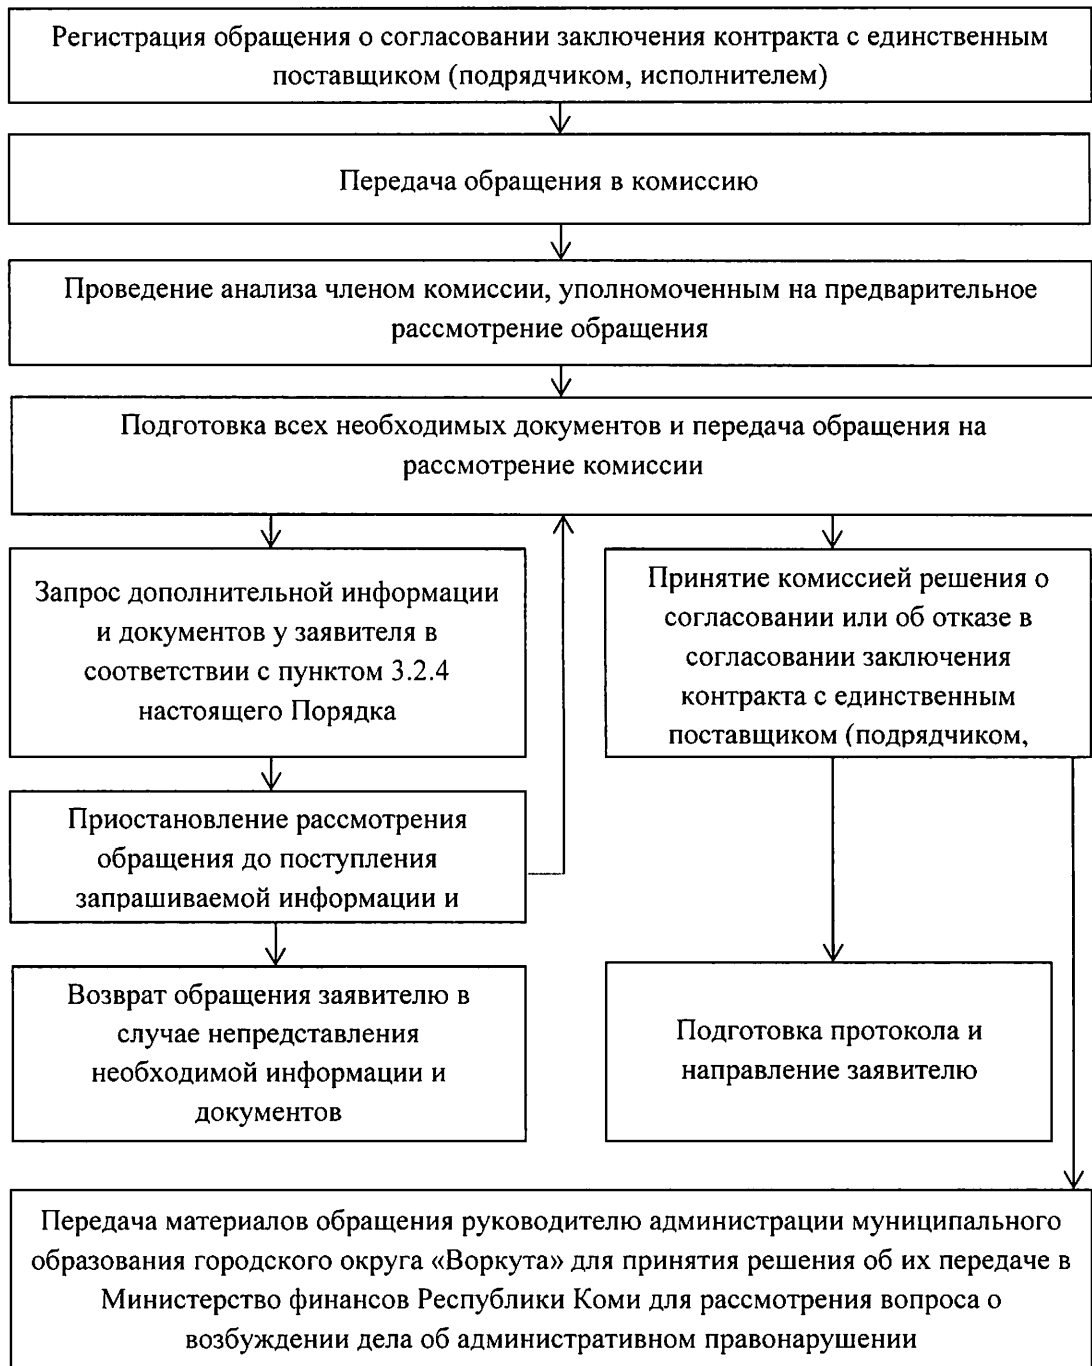 Регистрация обращения о согласовании заключения контракта с единственным
поставщиком (подрядчиком, исполнителем)
Передача обращения в комиссию
Проведение анализа членом комиссии, уполномоченным на предварительное
рассмотрение обращения
Подготовка всех необходимых документов и передача обращения на
рассмотрение комиссии
Запрос дополнительной информации
и документов у заявителя в
соответствии с пунктом 3.2.4
настоящего Порядка
Принятие комиссией решения о
согласовании или об отказе в
согласовании заключения
контракта с единственным
поставщиком (подрядчиком,
Приостановление рассмотрения
обращения до поступления
запрашиваемой информации и
Возврат обращения заявителю в
случае непредставления
необходимой информации и
документов
Подготовка протокола и
направление заявителю
Передача материалов обращения руководителю администрации муниципального
образования городского округа «Воркута» для принятия решения об их передаче в
Министерство финансов Республики Коми для рассмотрения вопроса о
возбуждении дела об административном правонарушении